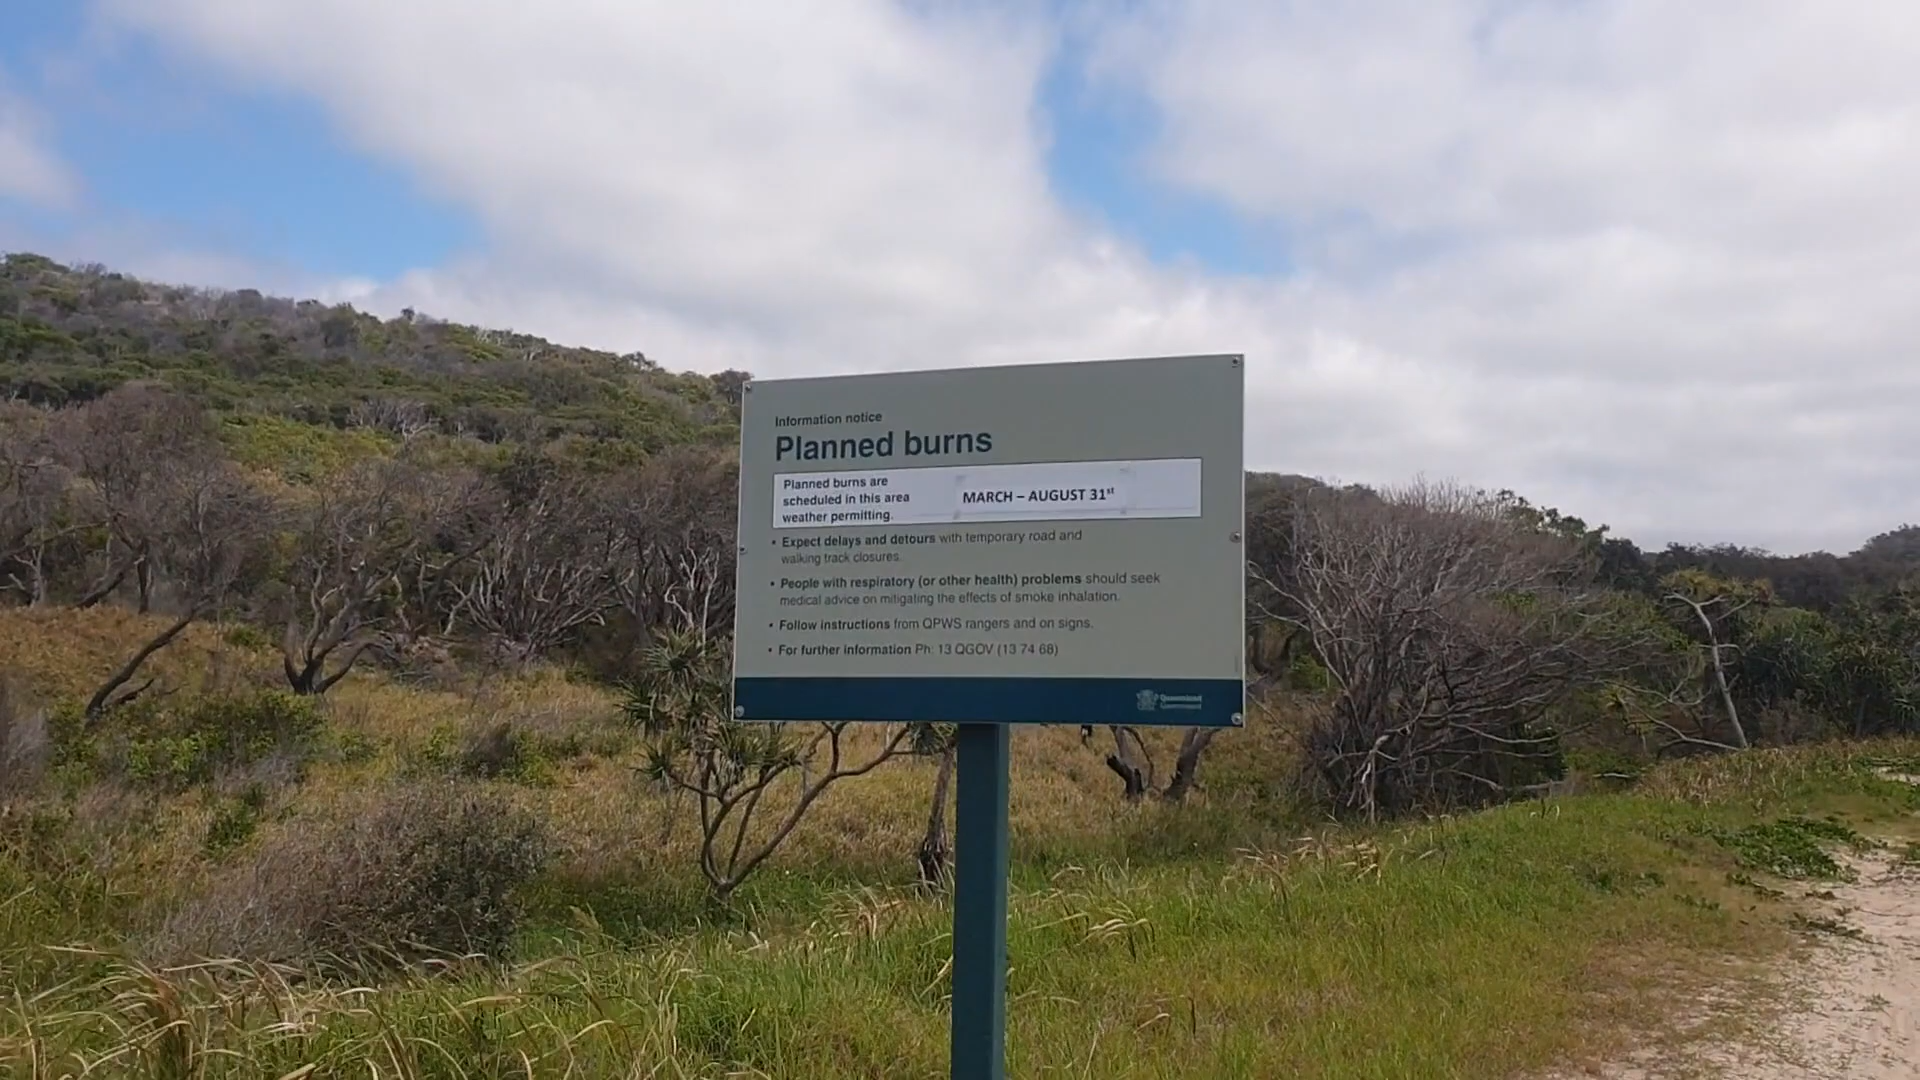 Information notice
Planned burns
Planned burns are
scheduled in this area
weather permitting.
MARCH – AUGUST 31st
• Expect delays and detours with temporary road and
walking track closures.
• People with respiratory (or other health) problems should seek
medical advice on mitigating the effects of smoke inhalation.
• Follow instructions from QPWS rangers and on signs.
• For further information Ph: 13 QGOV (13 74 68)
Queensland
Government